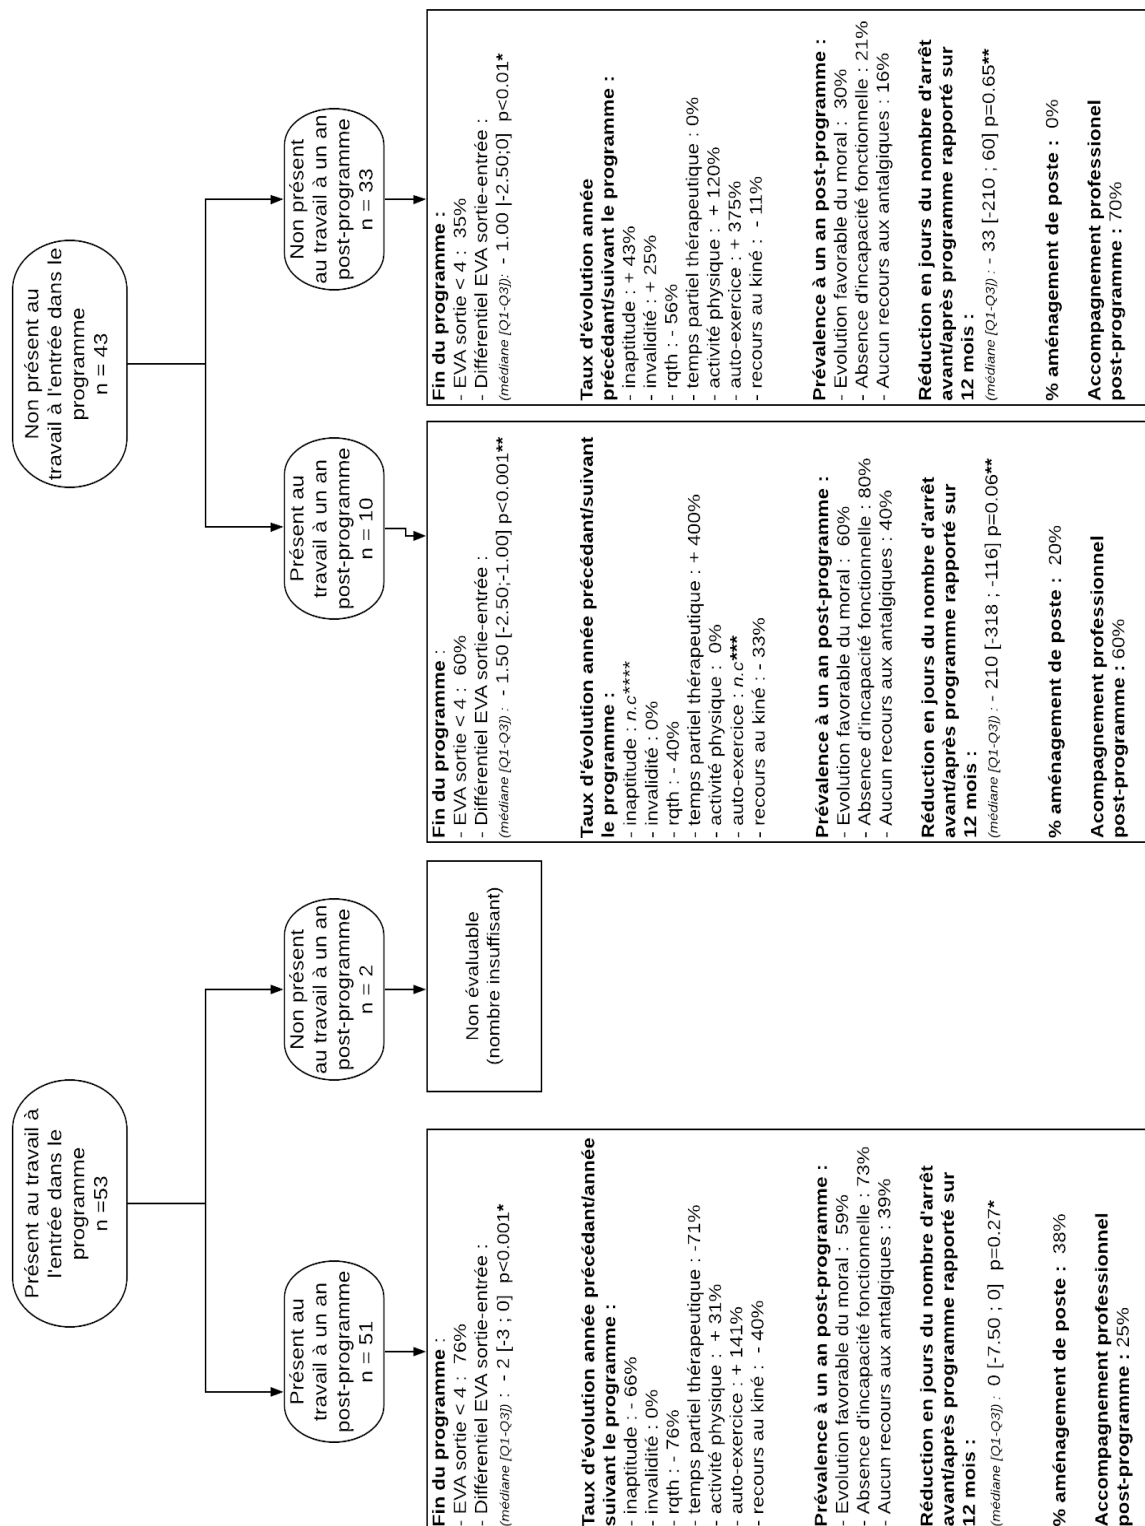 Présent au travail à
l'entrée dans le
programme
n =53
Non présent au
travail à l'entrée dans le
programme
n = 43
Présent au
travail à un an
post-programme
n = 51
Non présent
au travail à un an
post-programme
n = 2
Présent au
travail à un an
post-programme
n = 10
Non présent
au travail à un an
post-programme
n = 33
Fin du programme :
- EVA sortie < 4 : 76%
- Différentiel EVA sortie-entrée :
(médiane [Q1-Q3]) : - 2 [-3 ; 0] p<0.001*
Taux d'évolution année précédant/année
suivant le programme :
- inaptitude : - 66%
- invalidité : 0%
- rqth : - 76%
- temps partiel thérapeutique : -71%
- activité physique : + 31%
- auto-exercice : + 141%
- recours au kiné : - 40%
Prévalence à un an post-programme :
- Evolution favorable du moral : 59%
- Absence d'incapacité fonctionnelle : 73%
- Aucun recours aux antalgiques : 39%
Réduction en jours du nombre d'arrêt
avant/après programme rapporté sur
12 mois :
(médiane [Q1-Q3]) : 0 [-7.50 ; 0] p=0.27*
% aménagement de poste : 38%
Accompagnement professionnel
post-programme : 25%
Non évaluable
(nombre insuffisant)
Fin du programme :
- EVA sortie < 4 : 60%
- Différentiel EVA sortie-entrée :
(médiane [Q1-Q3]) : - 1.50 [-2.50;-1.00] p<0.001**
Taux d'évolution année précédant/suivant
le programme :
- inaptitude : n.c****
- invalidité : 0%
- rqth : - 40%
- temps partiel thérapeutique : + 400%
- activité physique : 0%
- auto-exercice : n.c***
- recours au kiné : - 33%
Prévalence à un an post-programme :
- Evolution favorable du moral : 60%
- Absence d'incapacité fonctionnelle : 80%
- Aucun recours aux antalgiques : 40%
Réduction en jours du nombre d'arrêt
avant/après programme rapporté sur
12 mois :
(médiane [Q1-Q3]) : - 210 [-318 ; -116] p=0.06**
% aménagement de poste : 20%
Acompagnement professionnel
post-programme : 60%
Fin du programme :
- EVA sortie < 4 : 35%
- Différentiel EVA sortie-entrée :
(médiane [Q1-Q3]): - 1.00 [-2.50;0] p<0.01*
Taux d'évolution année
précédant/suivant le programme :
- inaptitude : + 43%
- invalidité : + 25%
- rqth : - 56%
- temps partiel thérapeutique : 0%
- activité physique : + 120%
- auto-exercice : + 375%
- recours au kiné : - 11%
Prévalence à un an post-programme :
- Evolution favorable du moral : 30%
- Absence d'incapacité fonctionnelle : 21%
- Aucun recours aux antalgiques : 16%
Réduction en jours du nombre d'arrêt
avant/après programme rapporté sur
12 mois :
(médiane [Q1-Q3]) : - 33 [-210 ; 60] p=0.65**
% aménagement de poste : 0%
Accompagnement professionel
post-programme : 70%